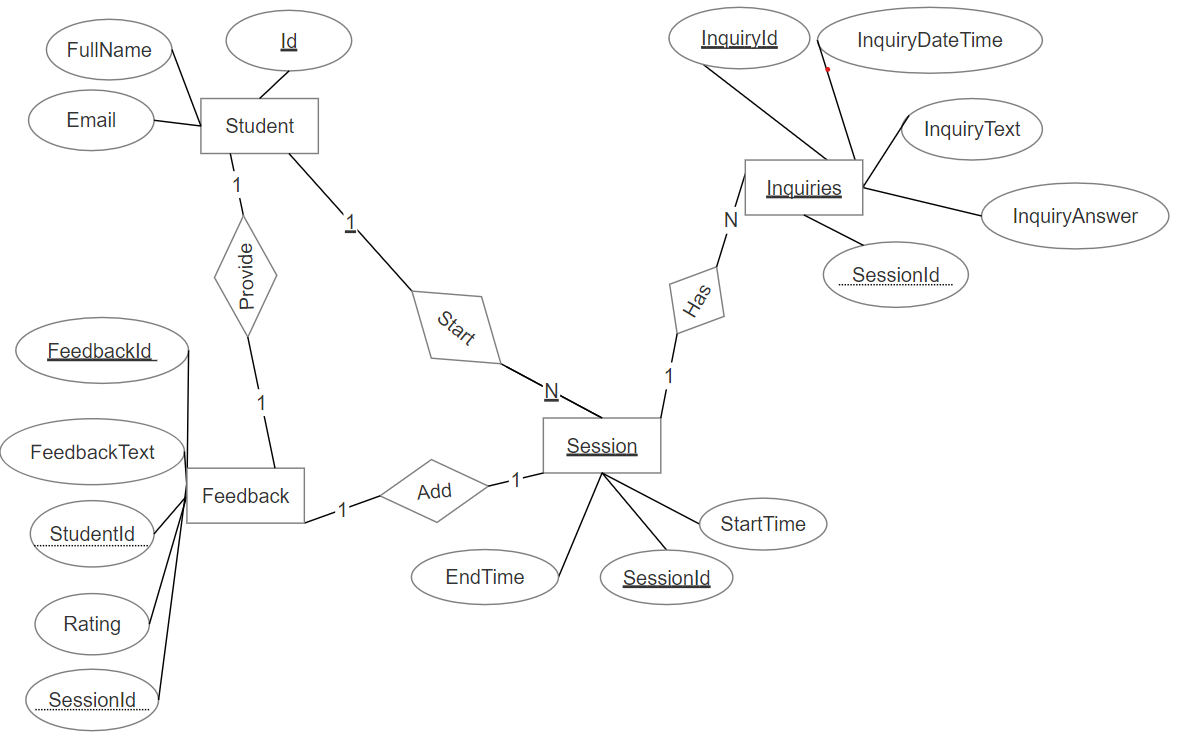 FullName
Id
Email
Student
InquiryId
InquiryDateTime
InquiryText
Inquiries
InquiryAnswer
SessionId
1
1
N
Provide
Start
Has
FeedbackId
1
N
1
FeedbackText
Feedback
1
Add
1
Session
StudentId
StartTime
EndTime
SessionId
Rating
SessionId